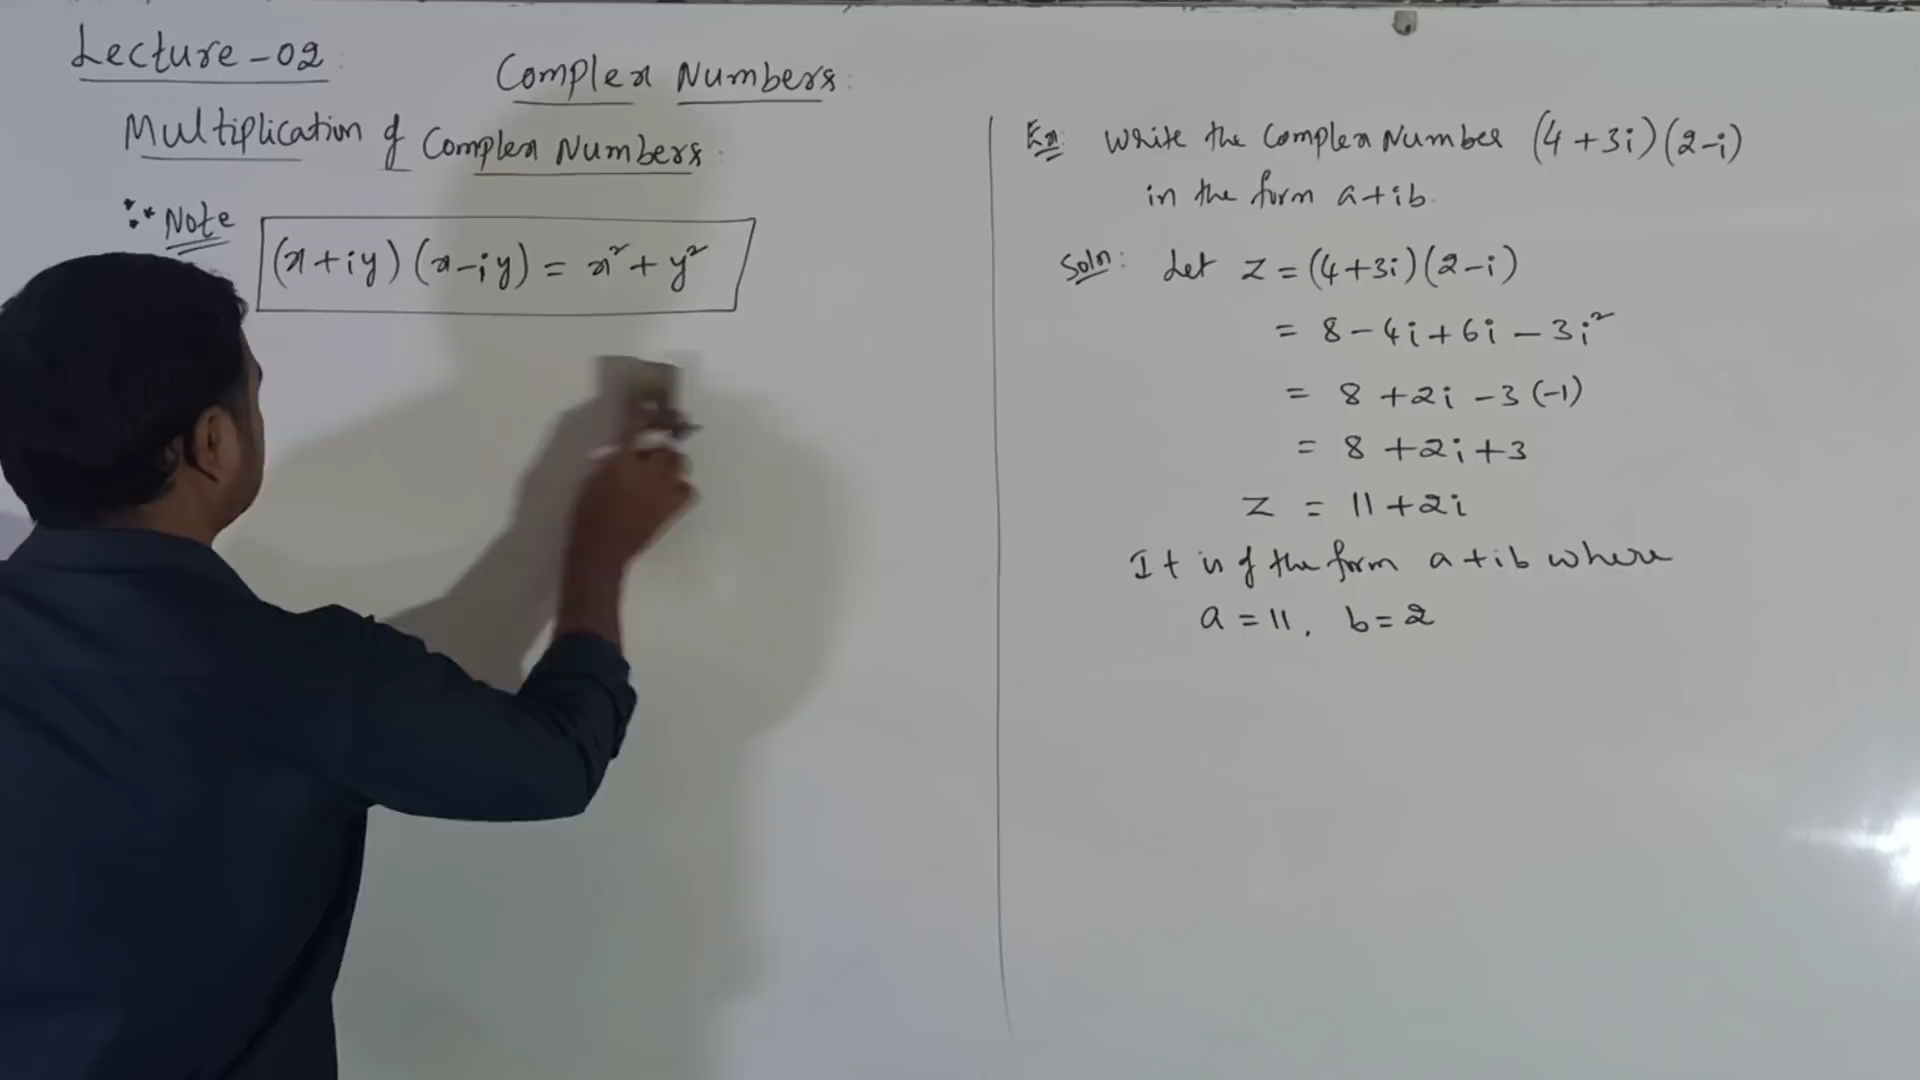 Lecture-02:
Complex Numbers:
Multiplication of Complex Numbers:
Note
(x+iy)(x-iy) = x²+y²
Ex: Write the Complex Number (4+3i)(2-i)
in the form a+ib.
Soln: Let z=(4+3i)(2-i)
= 8-4i+6i-3i²
= 8+2i-3(-1)
= 8+2i+3
z = 11+2i
It is of the form a+ib where
a=11, b=2